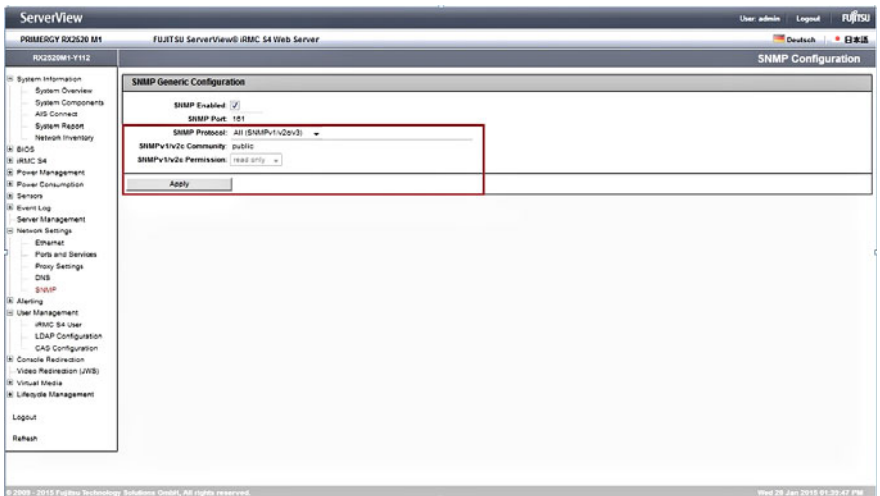 ServerView
User: admin Logout FUJITSU
PRIMERGY RX2520 M1 FUJITSU ServerView® iRMC S4 Web Server Deutsch 日本語
RX2520M1-Y112 SNMP Configuration
System Information
System Overview
System Components
AIS Connect
System Report
Network Inventory
BIOS
iRMC S4
Power Management
Power Consumption
Sensors
Event Log
Server Management
Network Settings
Ethernet
Ports and Services
Proxy Settings
DNS
SNMP
Alerting
User Management
iRMC S4 User
LDAP Configuration
CAS Configuration
Console Redirection
Video Redirection (JWS)
Virtual Media
Lifecycle Management
Logout
Refresh
SNMP Generic Configuration
SNMP Enabled:
SNMP Port: 161
SNMP Protocol: All (SNMPv1/v2c/v3)
SNMPv1/v2c Community: public
SNMPv1/v2c Permission: read only
Apply
© 2009 - 2015 Fujitsu Technology Solutions GmbH, All rights reserved. Wed 28 Jan 2015 01:35:47 PM